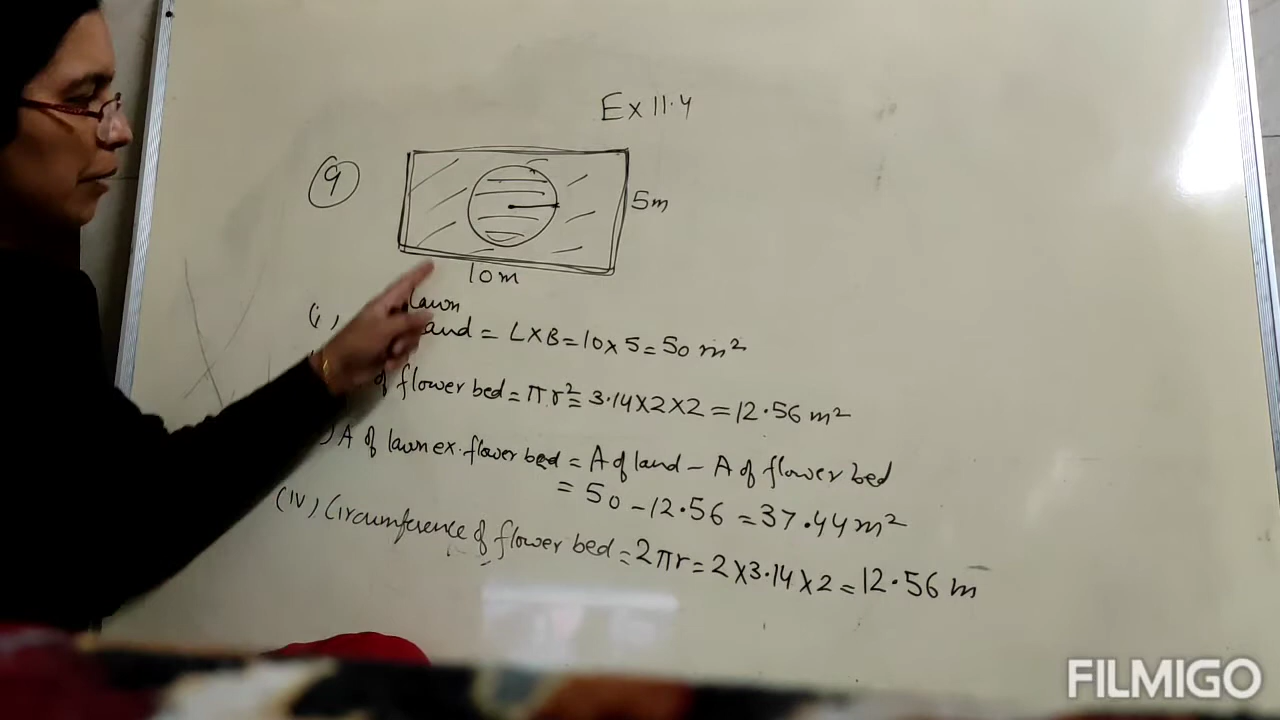 Ex 11.4
9
5m
10m
lawn
(i) land = L×B = 10×5 = 50 m²
of flower bed = πr² = 3.14×2×2 = 12.56 m²
) A of lawn ex. flower bed = A of land - A of flower bed
= 50 - 12.56 = 37.44 m²
(iv) Circumference of flower bed = 2πr = 2×3.14×2 = 12.56 m
FILMIGO